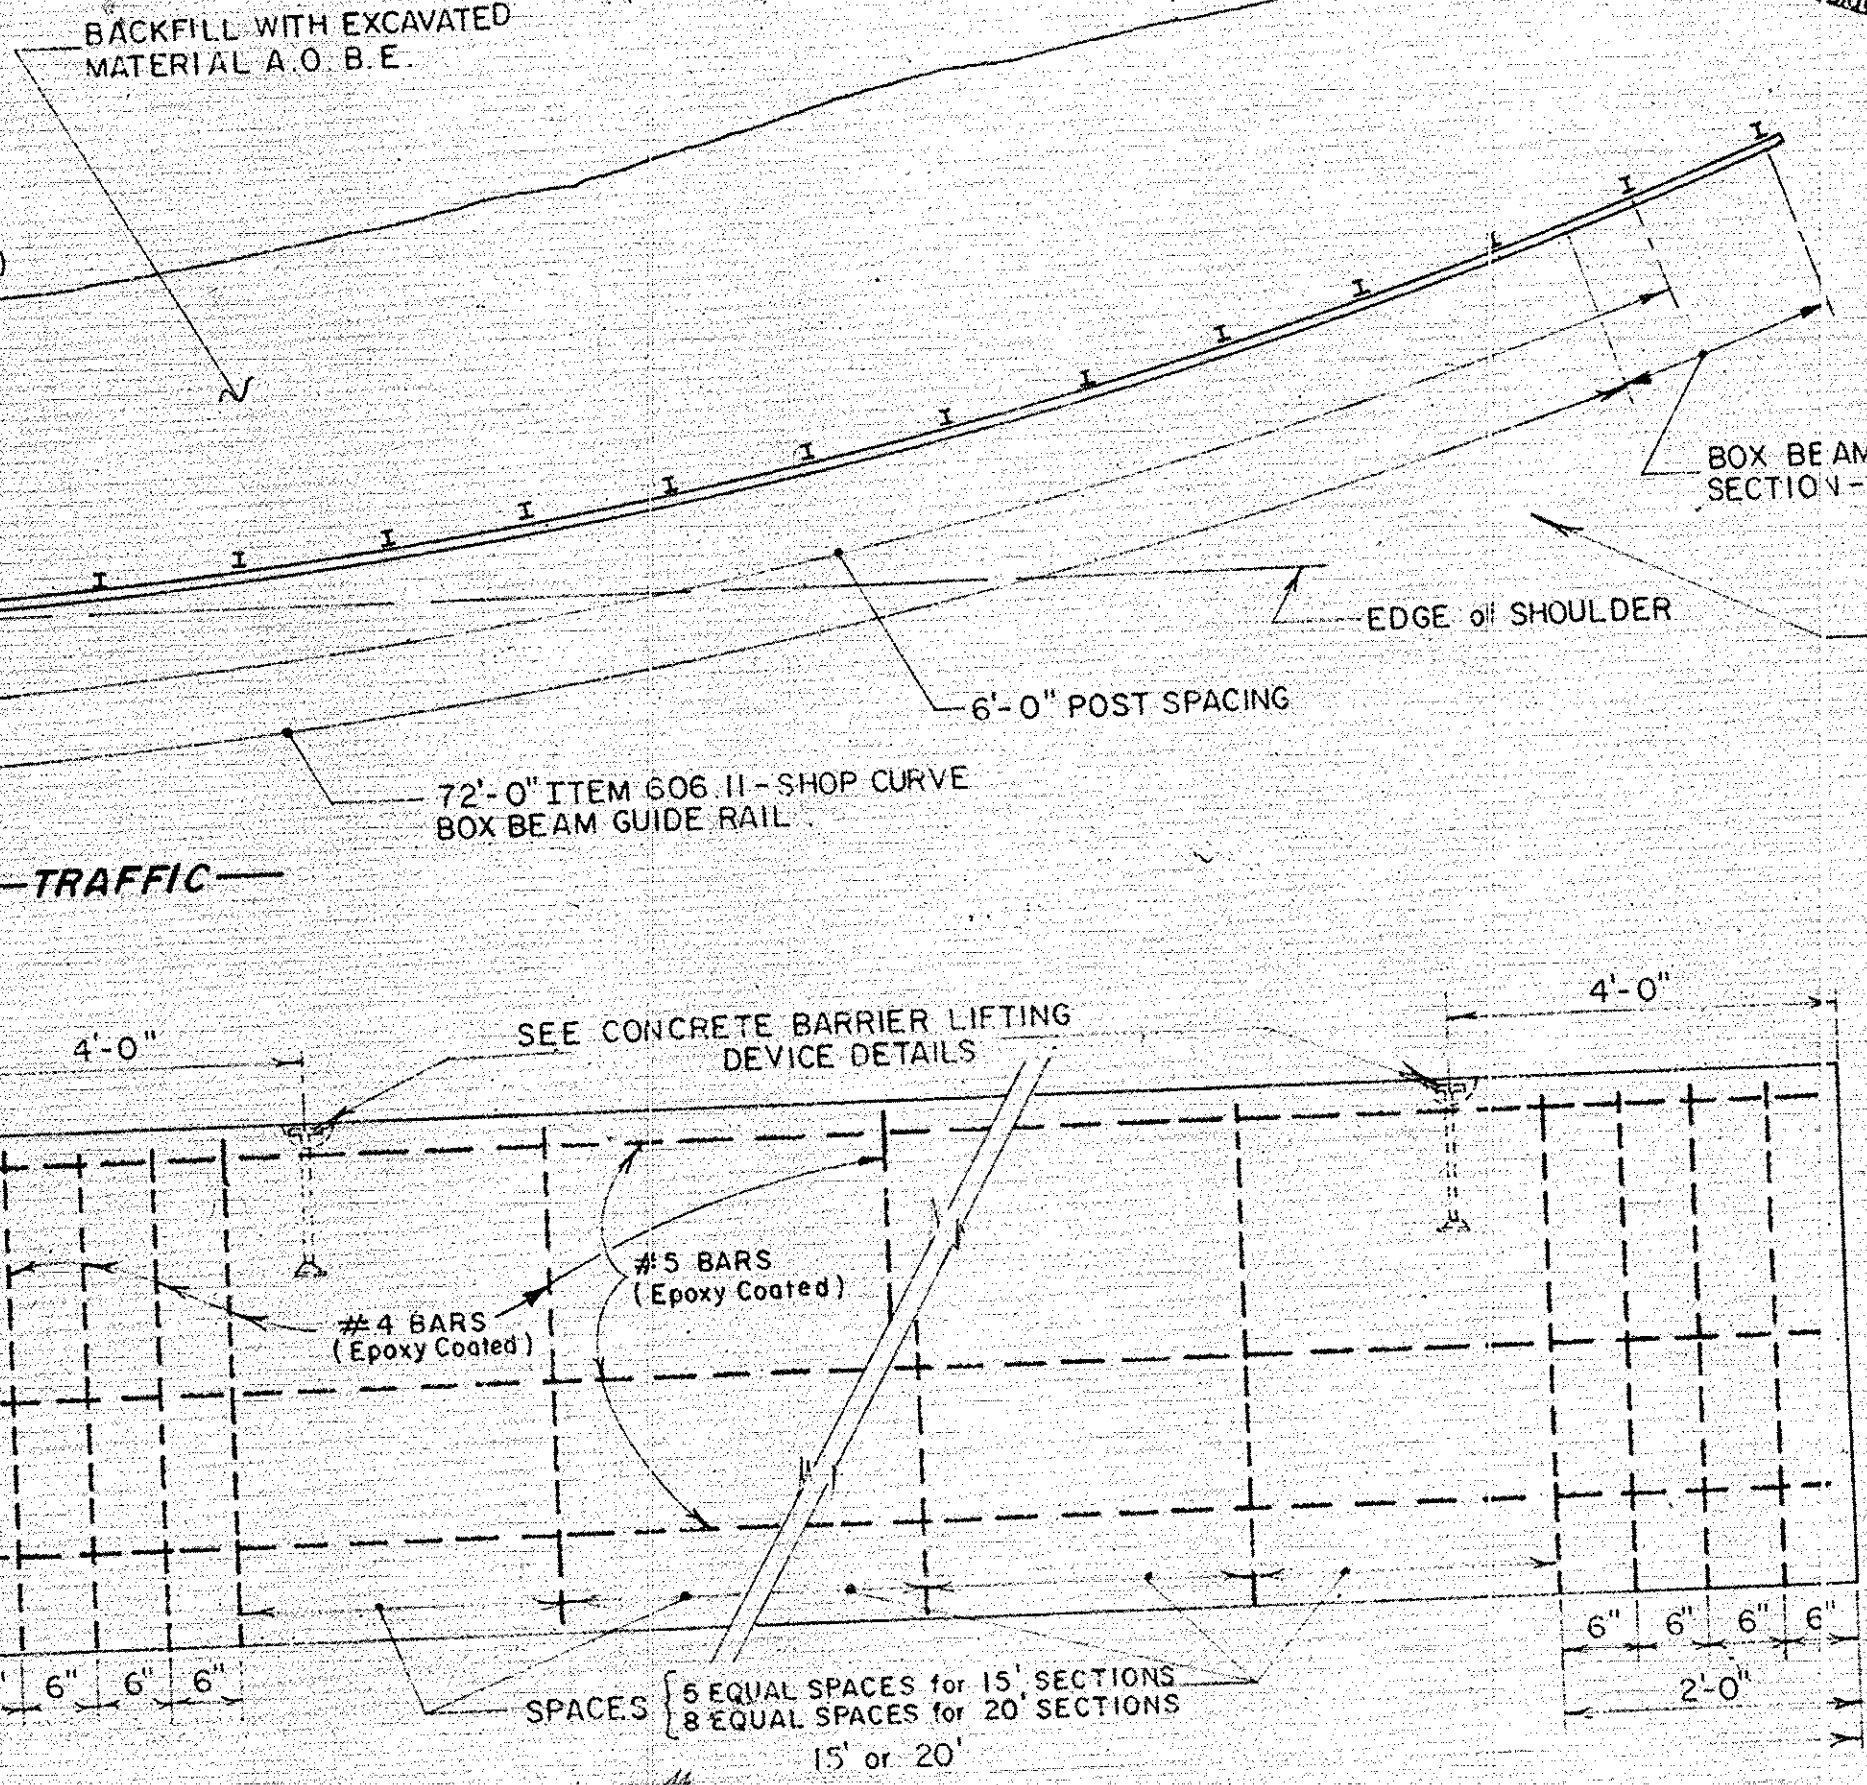 BACKFILL WITH EXCAVATED
MATERIAL A.O.B.E.
)
BOX BEAM
SECTION-
EDGE of SHOULDER
6'-0" POST SPACING
72'-0" ITEM 606.11-SHOP CURVE
BOX BEAM GUIDE RAIL.
TRAFFIC
4'-0"
SEE CONCRETE BARRIER LIFTING
DEVICE DETAILS
4'-0"
#5 BARS
(Epoxy Coated)
#4 BARS
(Epoxy Coated)
6" 6" 6"
6" 6" 6" 6"
2'-0"
SPACES { 5 EQUAL SPACES for 15' SECTIONS
8 EQUAL SPACES for 20' SECTIONS
15' or 20'